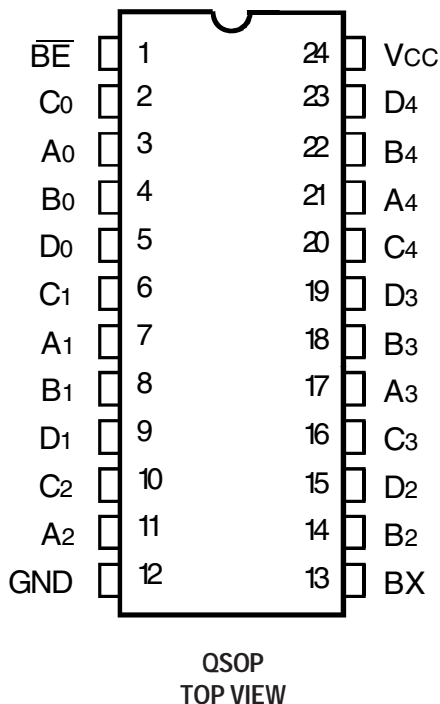 B̅E̅ 1 24 VCC
C0 2 23 D4
A0 3 22 B4
B0 4 21 A4
D0 5 20 C4
C1 6 19 D3
A1 7 18 B3
B1 8 17 A3
D1 9 16 C3
C2 10 15 D2
A2 11 14 B2
GND 12 13 BX
QSOP
TOP VIEW